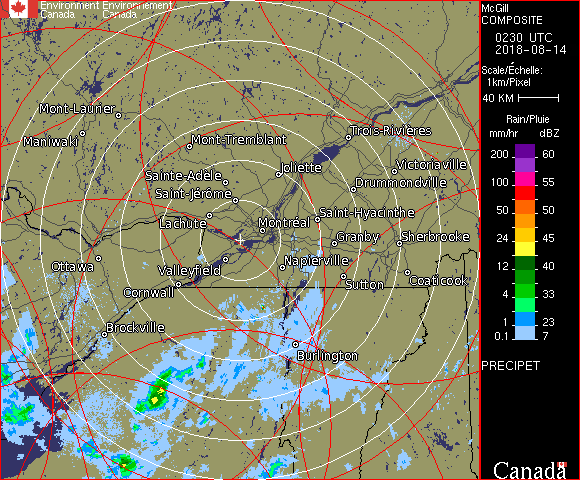 Environment Environnement
Canada Canada
McGill
COMPOSITE
0230 UTC
2018-08-14
Scale/Échelle:
1km/Pixel
40 KM
Rain/Pluie
mm/hr dBZ
200 60
100 55
50 50
24 45
12 40
4 33
1 23
0.1 7
PRECIPET
Canada
Mont-Laurier
Maniwaki
Mont-Tremblant
Trois-Rivières
Sainte-Adèle
Joliette
Victoriaville
Saint-Jérôme
Drummondville
Lachute
Montréal
Saint-Hyacinthe
Granby
Sherbrooke
Ottawa
Valleyfield
Napierville
Cornwall
Sutton
Coaticook
Brockville
Burlington